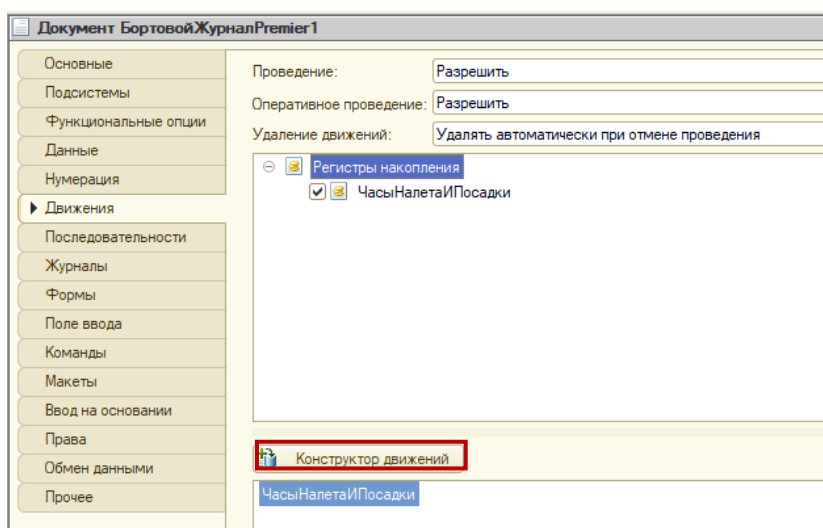 Документ БортовойЖурналPremier1
Основные
Подсистемы
Функциональные опции
Данные
Нумерация
Движения
Последовательности
Журналы
Формы
Поле ввода
Команды
Макеты
Ввод на основании
Права
Обмен данными
Прочее
Проведение: Разрешить
Оперативное проведение: Разрешить
Удаление движений: Удалять автоматически при отмене проведения
Регистры накопления
ЧасыНалетаИПосадки
Конструктор движений
ЧасыНалетаИПосадки